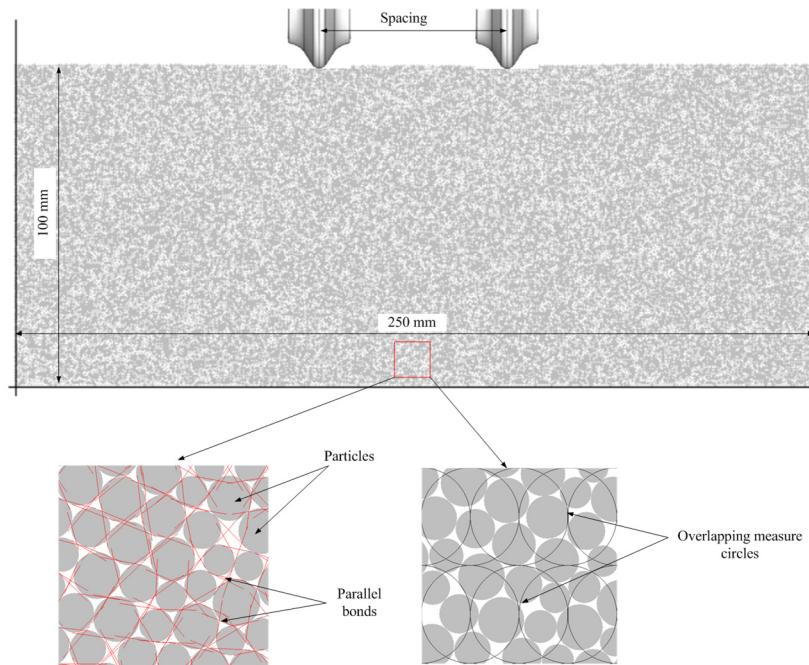 Spacing
100 mm
250 mm
Particles
Overlapping measure
circles
Parallel
bonds